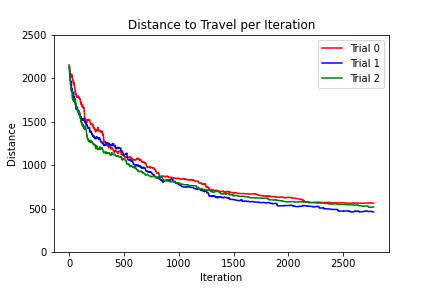 Distance to Travel per Iteration
Trial 0
Trial 1
Trial 2
Distance
2500
2000
1500
1000
500
0
0 500 1000 1500 2000 2500
Iteration